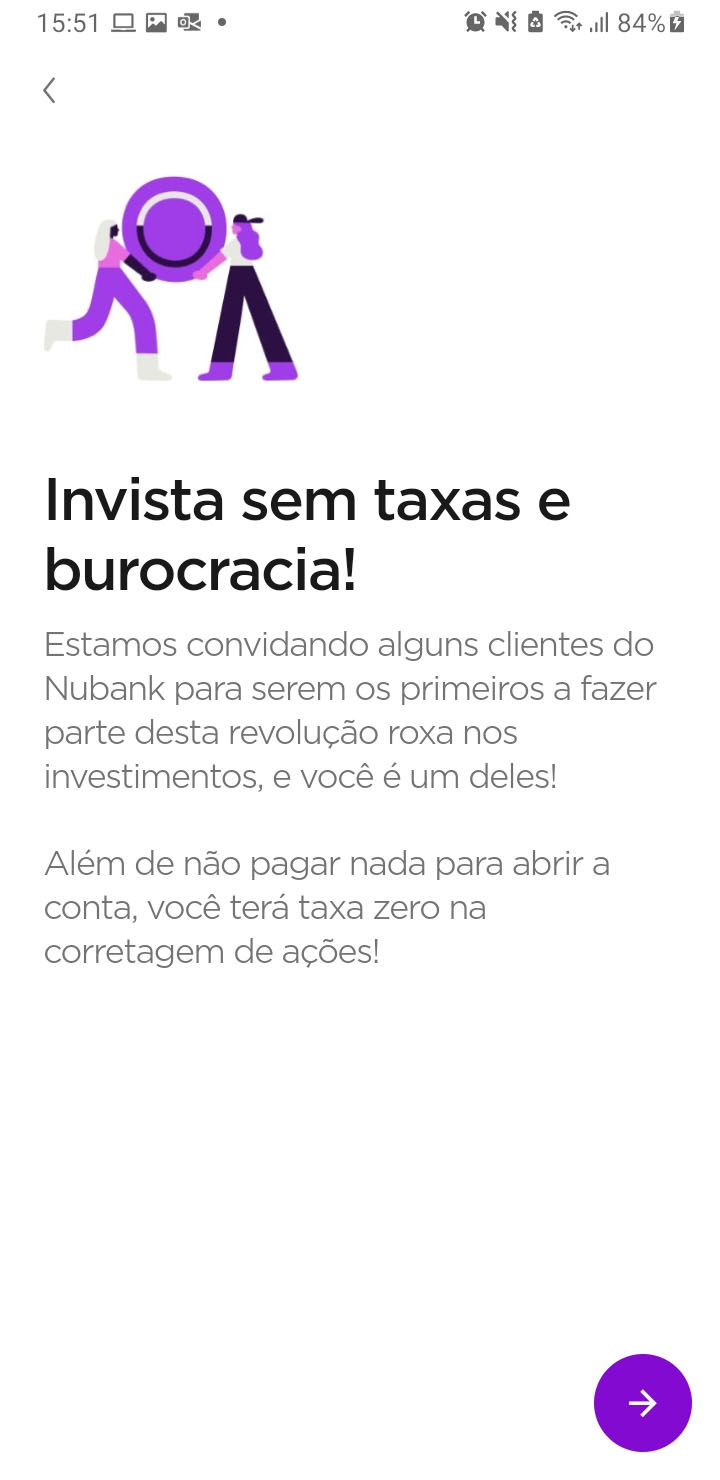 15:51 84%
Invista sem taxas e
burocracia!
Estamos convidando alguns clientes do
Nubank para serem os primeiros a fazer
parte desta revolução roxa nos
investimentos, e você é um deles!
Além de não pagar nada para abrir a
conta, você terá taxa zero na
corretagem de ações!